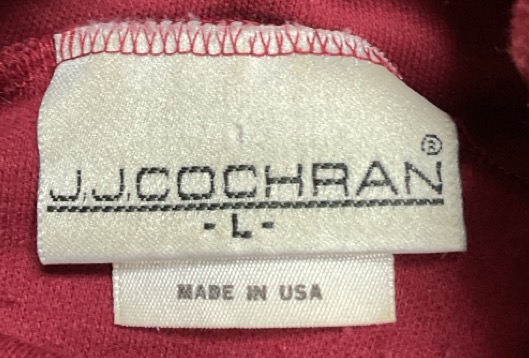 J.J.COCHRAN®
- L -
MADE IN USA